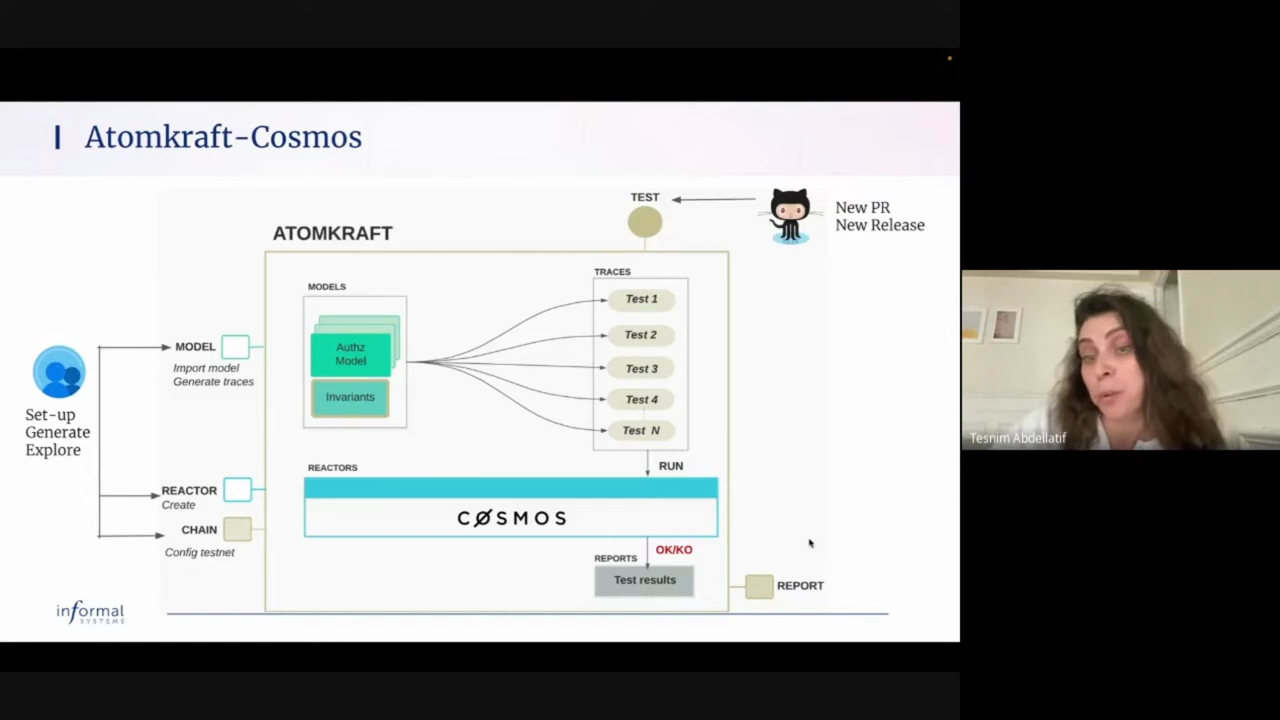 Atomkraft-Cosmos
TEST
New PR
New Release
ATOMKRAFT
MODELS
TRACES
Authz
Model
Invariants
Test 1
Test 2
Test 3
Test 4
Test N
MODEL
Import model
Generate traces
Set-up
Generate
Explore
REACTOR
Create
CHAIN
Config testnet
RUN
REACTORS
COSMOS
OK/KO
REPORTS
Test results
REPORT
informal
SYSTEMS
Tesnim Abdellatif